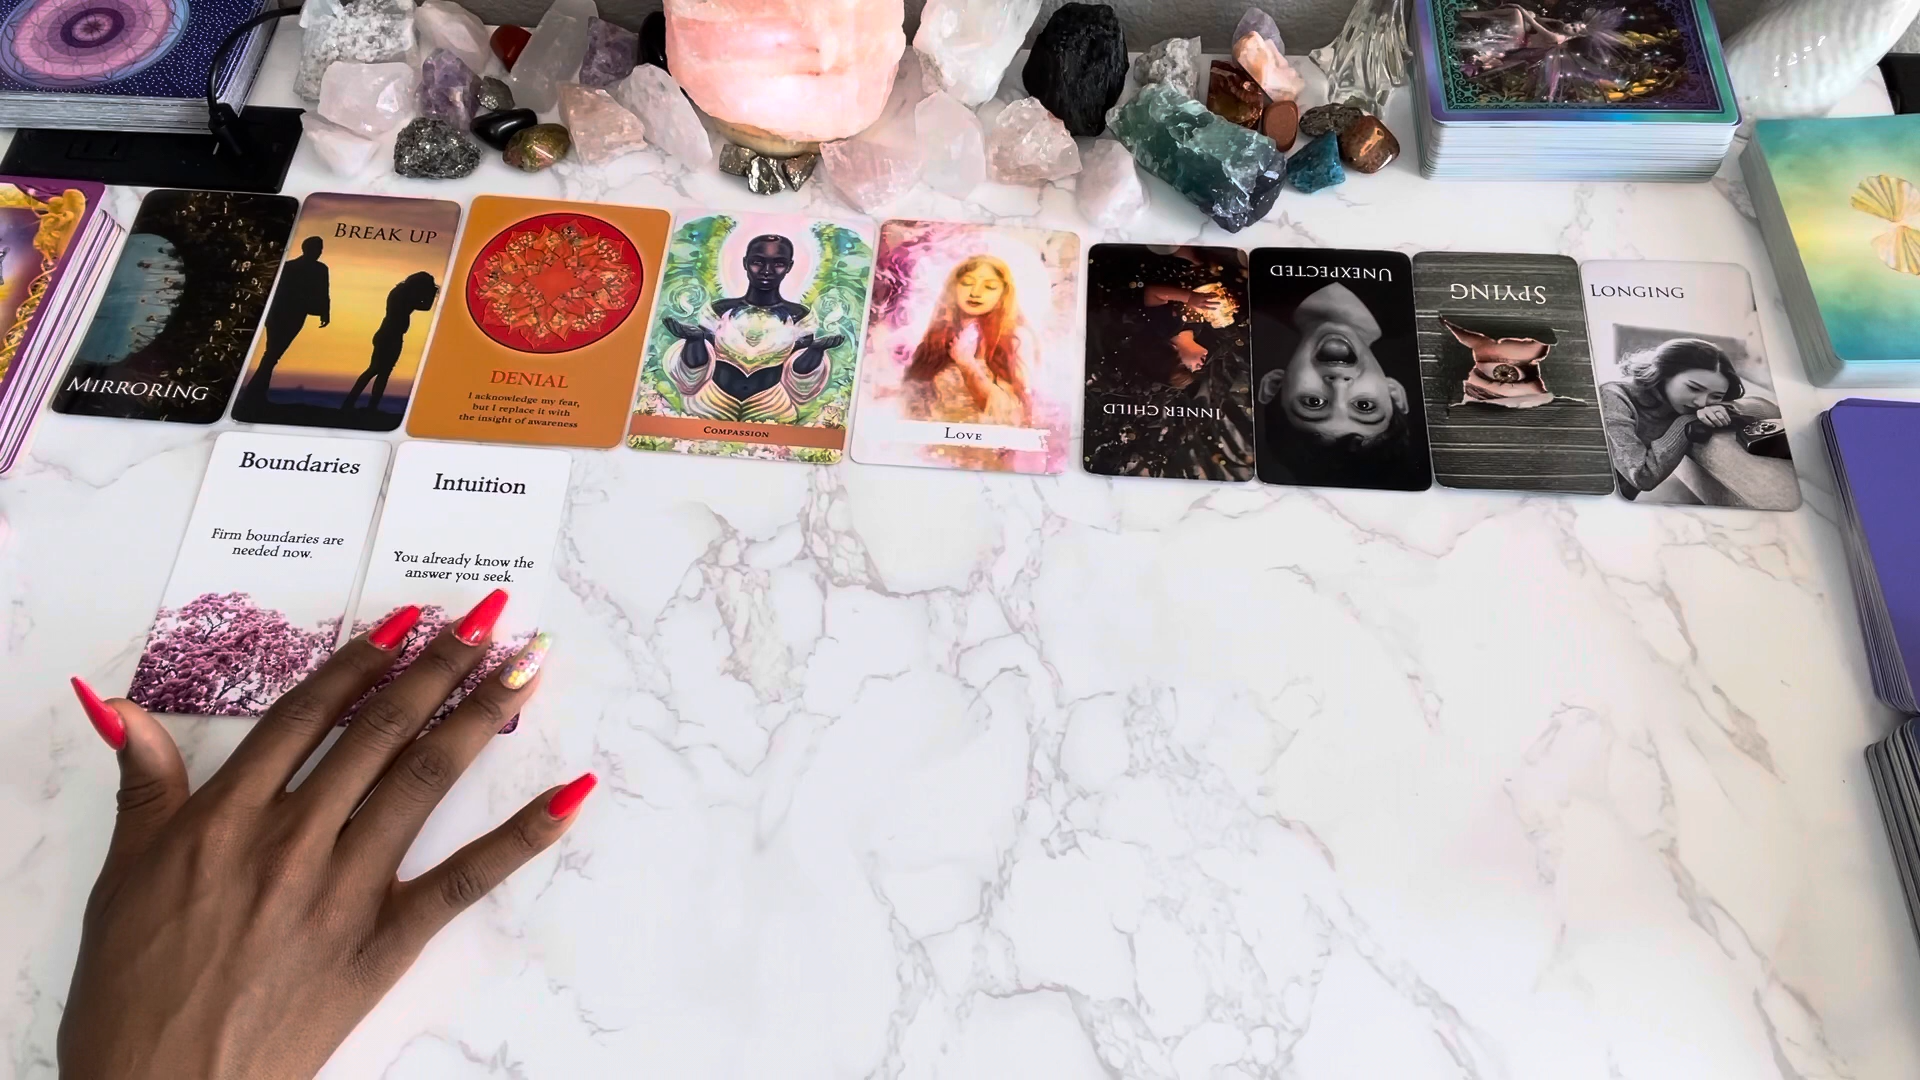 MIRRORING
BREAK UP
DENIAL
I acknowledge my fear,
but I replace it with
the insight of awareness
COMPASSION
LOVE
INNER CHILD
UNEXPECTED
SPYING
LONGING
Boundaries
Firm boundaries are
needed now.
Intuition
You already know the
answer you seek.